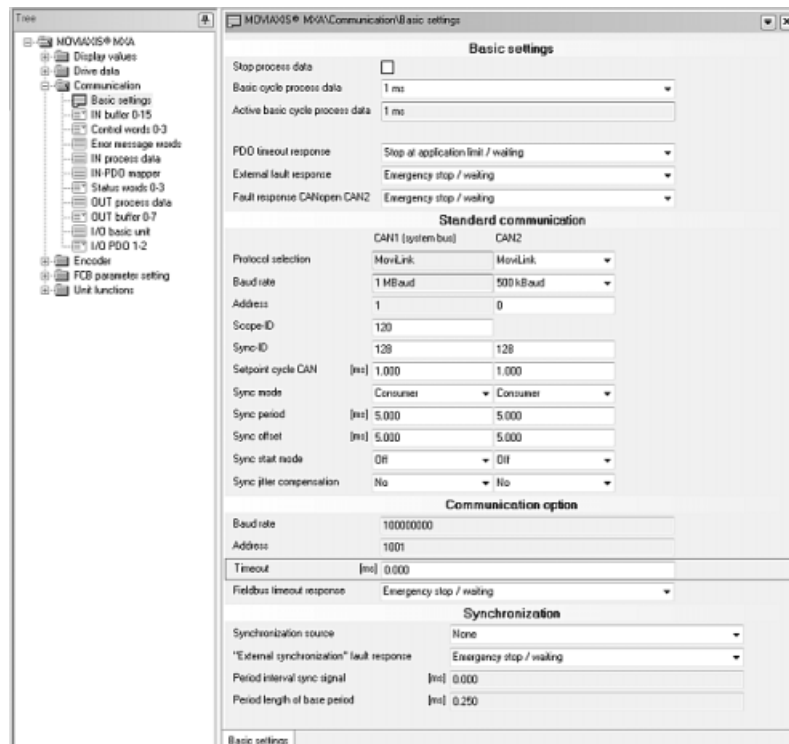 Tree
MOVIAXIS® MXA
Display values
Drive data
Communication
Basic settings
IN buffer 0-15
Control words 0-3
Error message words
IN process data
IN-PDO mapper
Status words 0-3
OUT process data
OUT buffer 0-7
I/O basic unit
I/O PDO 1-2
Encoder
FCB parameter setting
Unit functions
MOVIAXIS® MXA\Communication\Basic settings
Basic settings
Stop process data
Basic cycle process data 1 ms
Active basic cycle process data 1 ms
PDO timeout response Stop at application limit / waiting
External fault response Emergency stop / waiting
Fault response CANopen CAN2 Emergency stop / waiting
Standard communication
CAN1 (system bus) CAN2
Protocol selection MoviLink MoviLink
Baud rate 1 MBaud 500 kBaud
Address 1 0
Scope-ID 120
Sync-ID 128 128
Setpoint cycle CAN [ms] 1.000 1.000
Sync mode Consumer Consumer
Sync period [ms] 5.000 5.000
Sync offset [ms] 5.000 5.000
Sync start mode Off Off
Sync jitter compensation No No
Communication option
Baud rate 100000000
Address 1001
Timeout [ms] 0.000
Fieldbus timeout response Emergency stop / waiting
Synchronization
Synchronization source None
"External synchronization" fault response Emergency stop / waiting
Period interval sync signal [ms] 0.000
Period length of base period [ms] 0.250
Basic settings